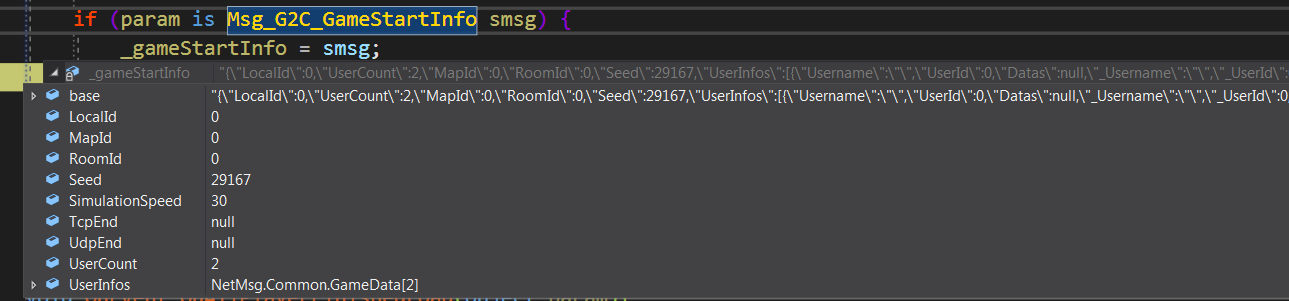 if (param is Msg_G2C_GameStartInfo smsg) {
_gameStartInfo = smsg;
_gameStartInfo "{\"LocalId\":0,\"UserCount\":2,\"MapId\":0,\"RoomId\":0,\"Seed\":29167,\"UserInfos\":[{\"Username\":\"\",\"UserId\":0,\"Datas\":null,\"_Username\":\"\",\"_UserId\":
base "{\"LocalId\":0,\"UserCount\":2,\"MapId\":0,\"RoomId\":0,\"Seed\":29167,\"UserInfos\":[{\"Username\":\"\",\"UserId\":0,\"Datas\":null,\"_Username\":\"\",\"_UserId\":0,
LocalId 0
MapId 0
RoomId 0
Seed 29167
SimulationSpeed 30
TcpEnd null
UdpEnd null
UserCount 2
UserInfos NetMsg.Common.GameData[2]